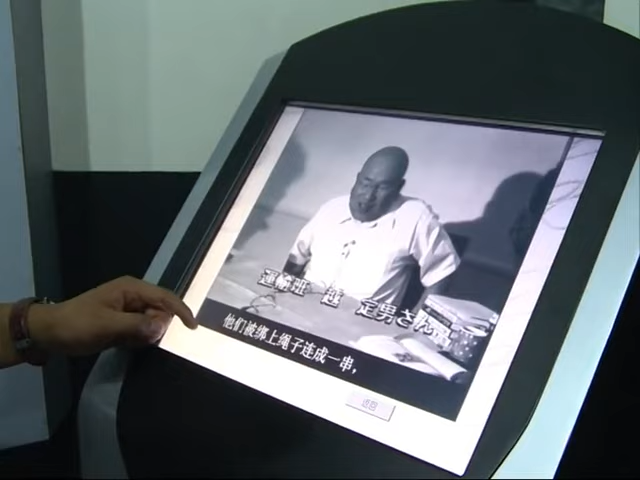 運輸班 越 定男さん
他们被绑上绳子连成一串,
返回